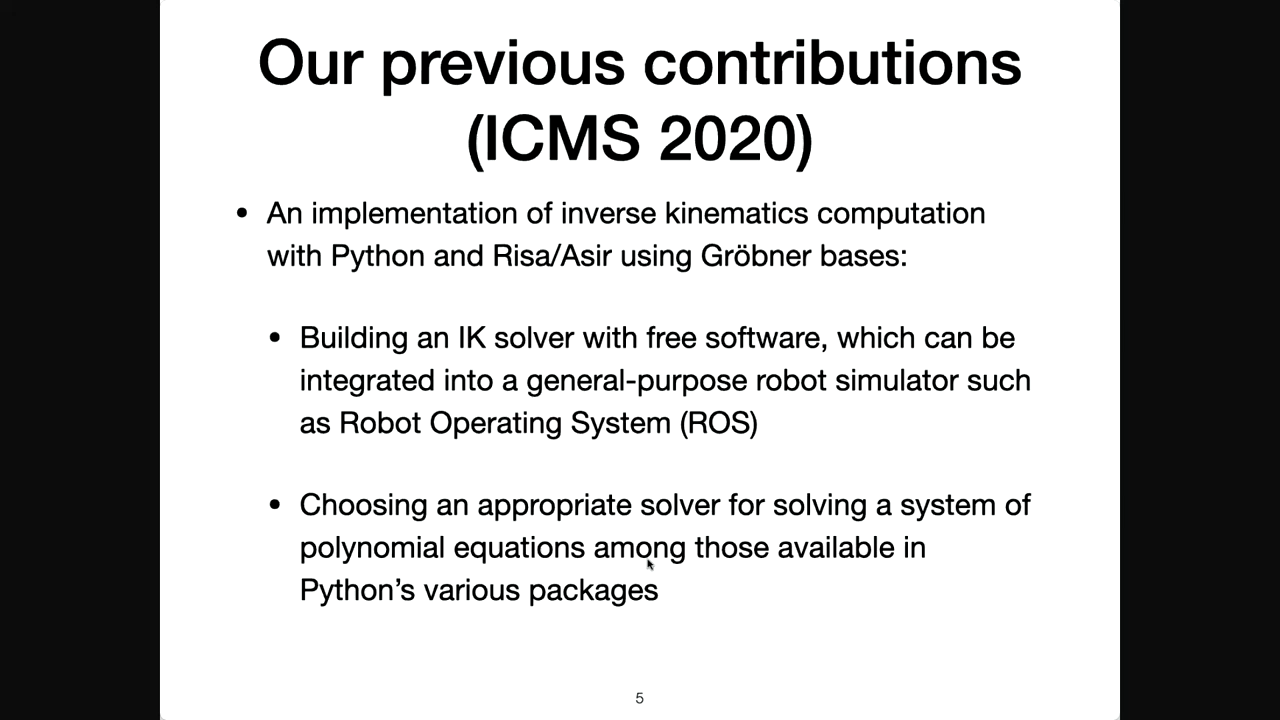 Our previous contributions
(ICMS 2020)
• An implementation of inverse kinematics computation
with Python and Risa/Asir using Gröbner bases:
• Building an IK solver with free software, which can be
integrated into a general-purpose robot simulator such
as Robot Operating System (ROS)
• Choosing an appropriate solver for solving a system of
polynomial equations among those available in
Python’s various packages
5